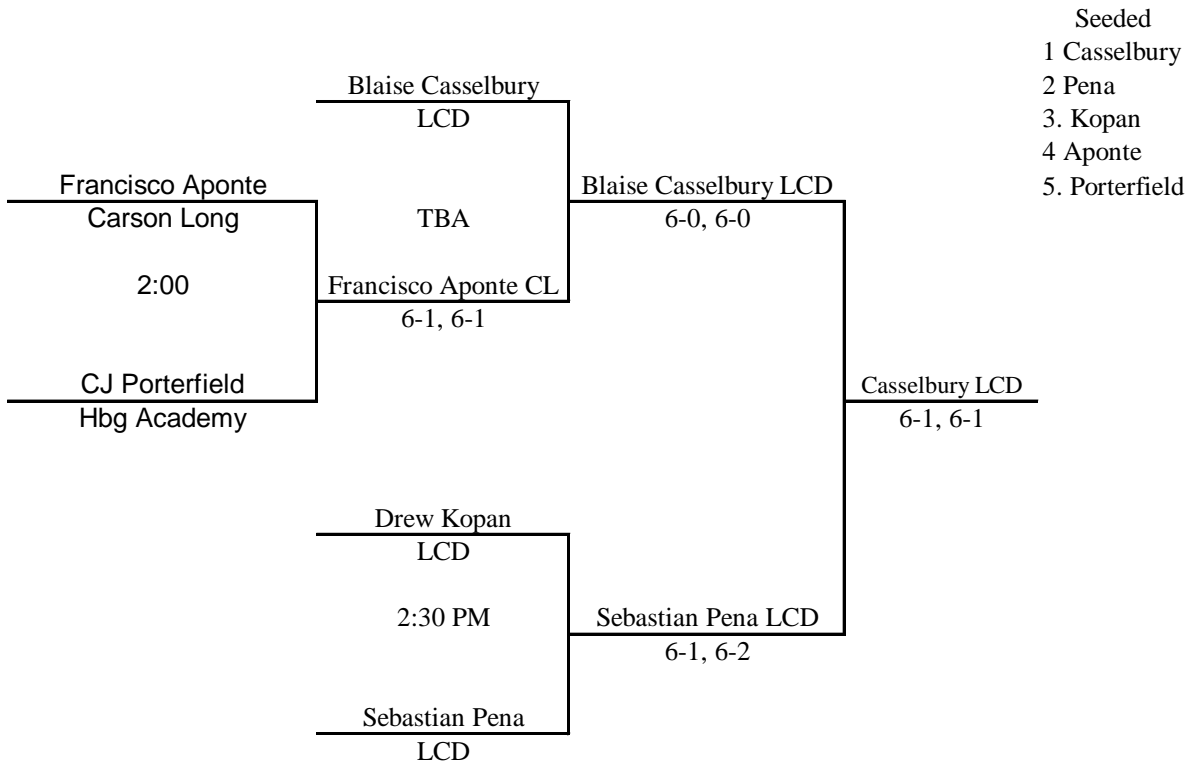 Seeded
1 Casselbury
2 Pena
3. Kopan
4 Aponte
5. Porterfield
Blaise Casselbury
LCD
Francisco Aponte
Carson Long
TBA
Blaise Casselbury LCD
6-0, 6-0
2:00
Francisco Aponte CL
6-1, 6-1
CJ Porterfield
Hbg Academy
Casselbury LCD
6-1, 6-1
Drew Kopan
LCD
2:30 PM
Sebastian Pena LCD
6-1, 6-2
Sebastian Pena
LCD